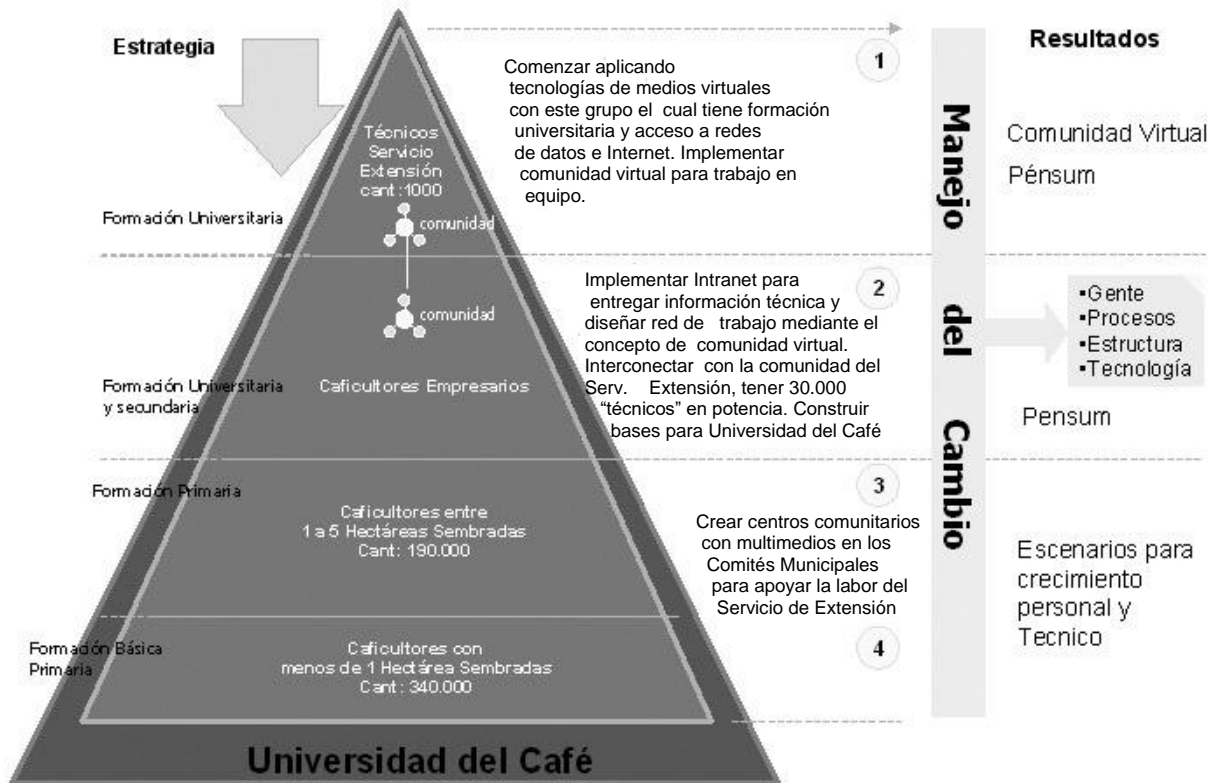 Estrategia
Resultados
1
Comenzar aplicando
tecnologías de medios virtuales
con este grupo el cual tiene formación
universitaria y acceso a redes
de datos e Internet. Implementar
comunidad virtual para trabajo en
equipo.
Técnicos
Servicio
Extensión
cant :1000
Formación Universitaria
comunidad
Comunidad Virtual
Pénsum
Manejo del Cambio
Implementar Intranet para
entregar información técnica y
diseñar red de trabajo mediante el
concepto de comunidad virtual.
Interconectar con la comunidad del
Serv. Extensión, tener 30.000
“técnicos” en potencia. Construir
bases para Universidad del Café
2
comunidad
▪Gente
▪Procesos
▪Estructura
▪Tecnología
Formación Universitaria
y secundaria
Caficultores Empresarios
Pensum
Formación Primaria
3
Caficultores entre
1 a 5 Hectáreas Sembradas
Cant: 190.000
Crear centros comunitarios
con multimedios en los
Comités Municipales
para apoyar la labor del
Servicio de Extensión
Escenarios para
crecimiento
personal y
Tecnico
Formación Básica
Primaria
Caficultores con
menos de 1 Hectárea Sembradas
Cant : 340.000
4
Universidad del Café